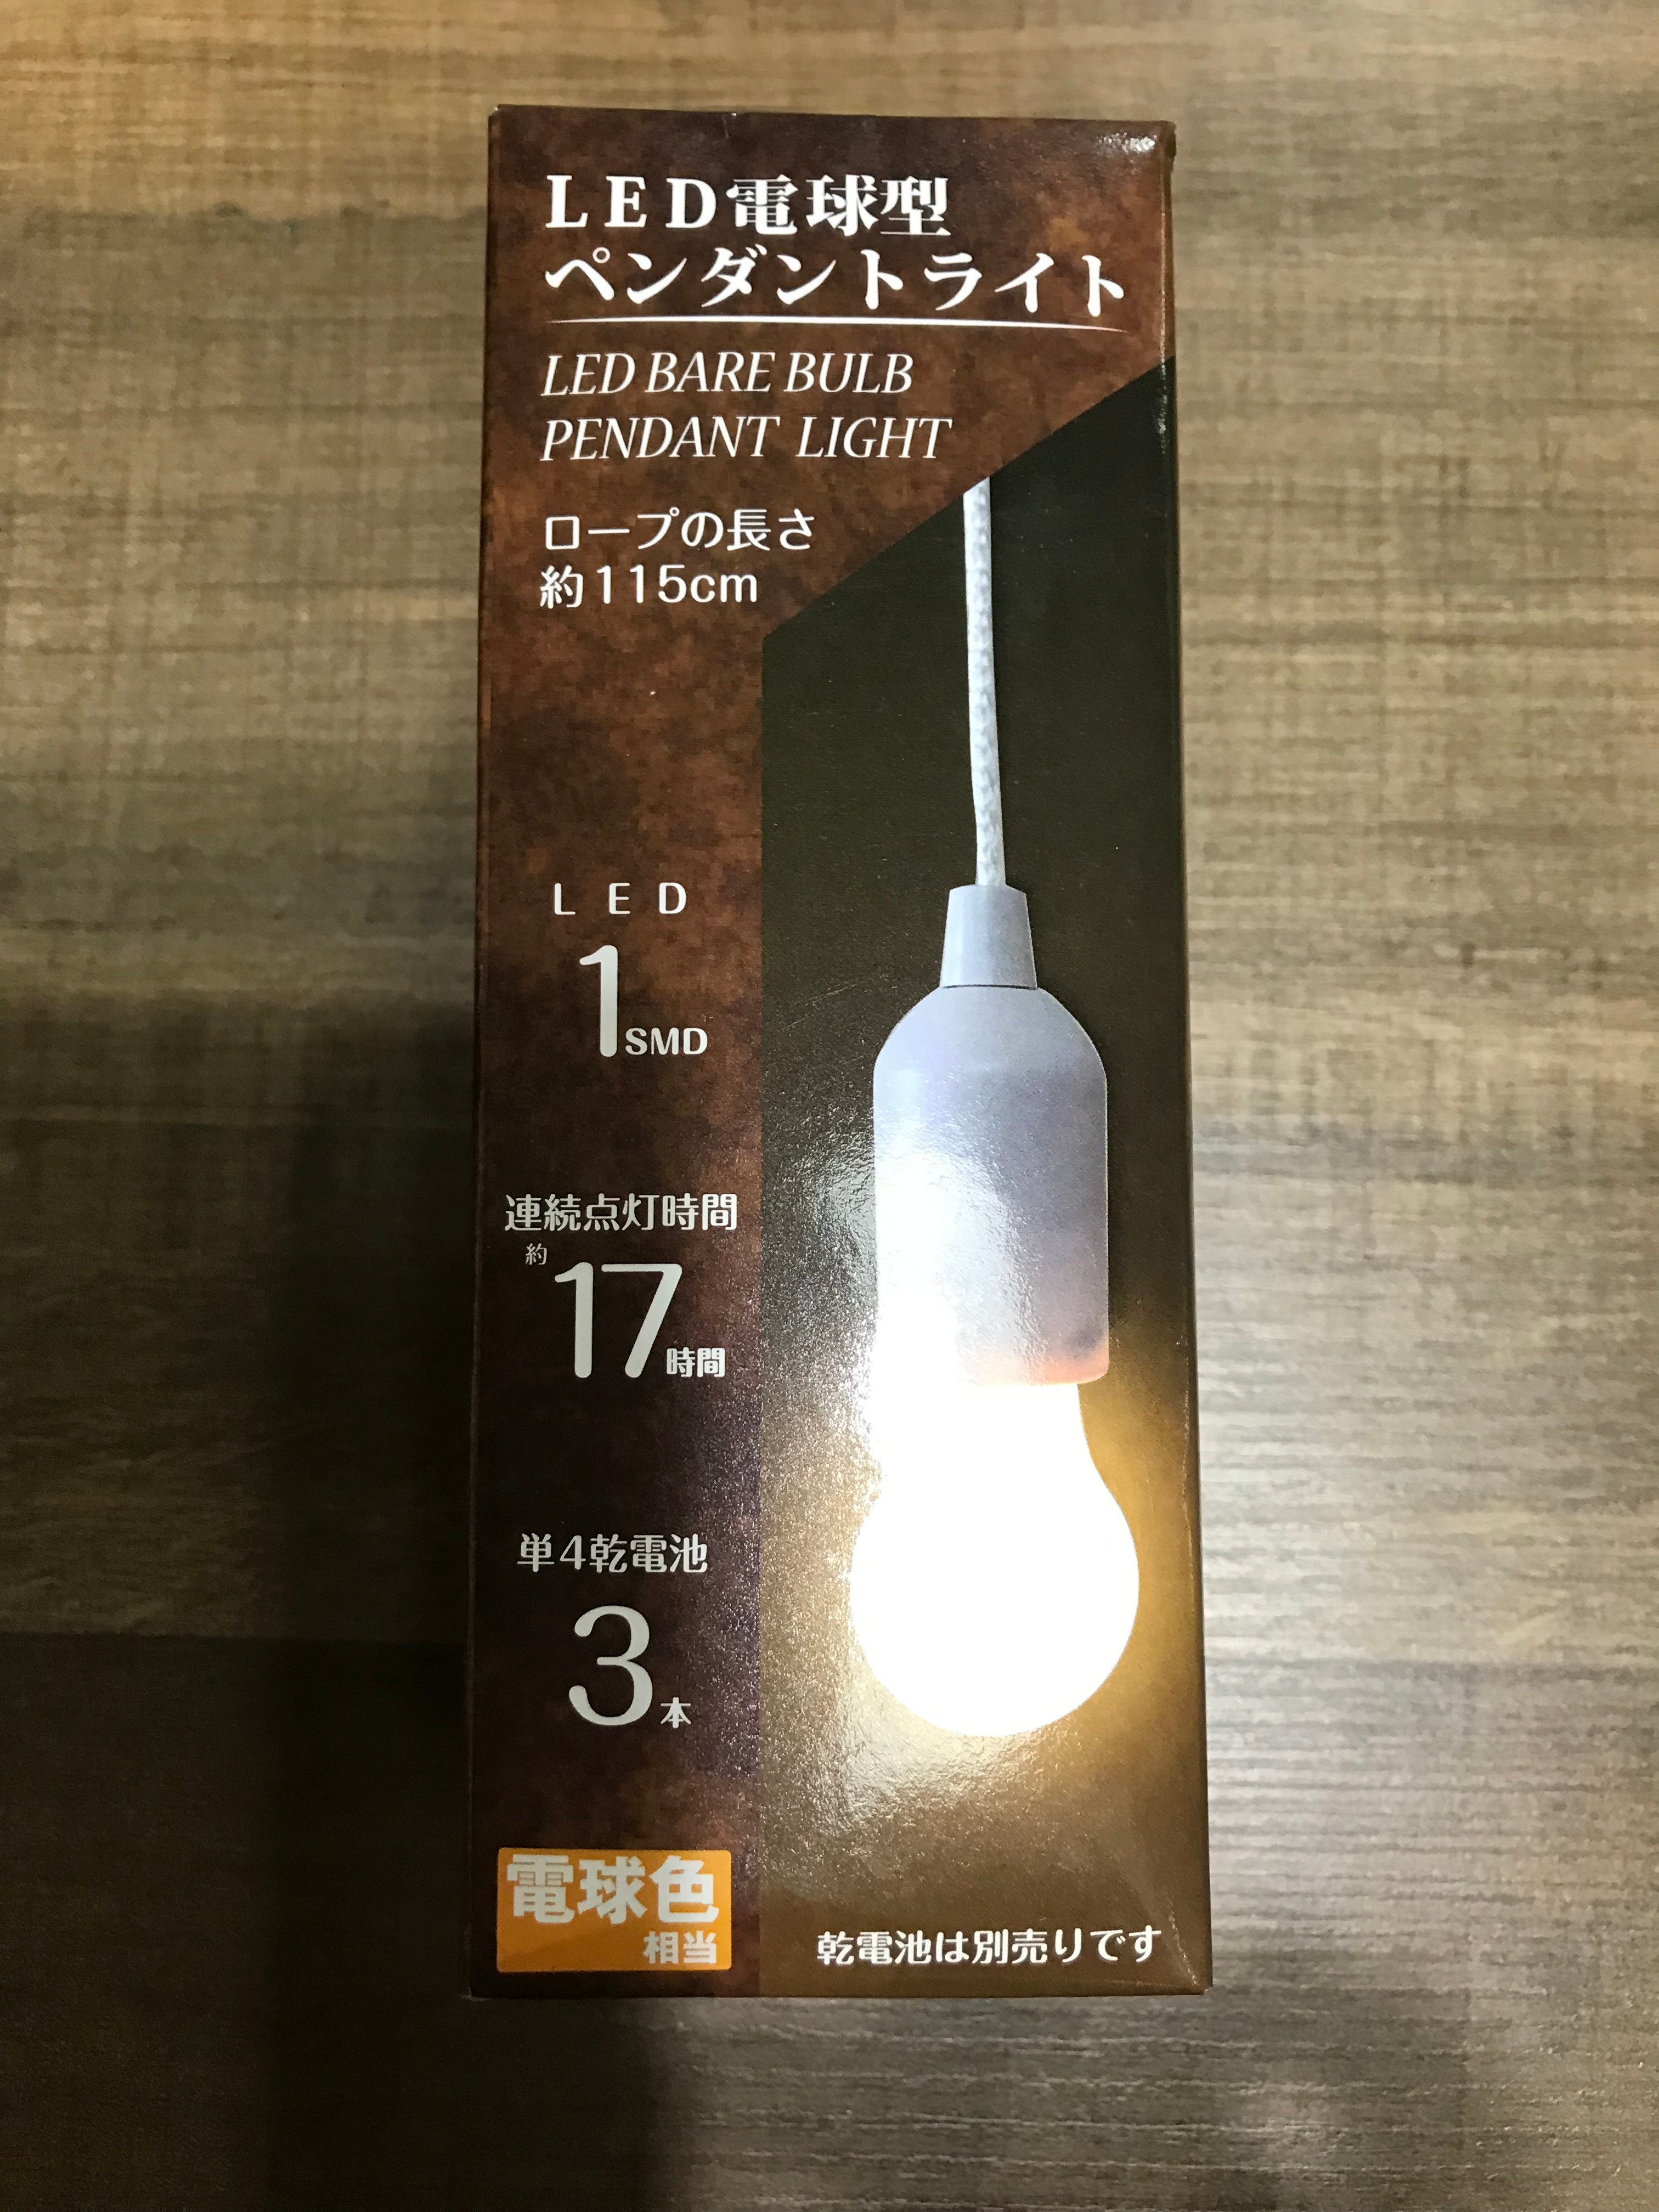 LED電球型
ペンダントライト
LED BARE BULB
PENDANT LIGHT
ロープの長さ
約115cm
LED
1SMD
連続点灯時間
約
17時間
単4乾電池
3本
電球色
相当
乾電池は別売りです